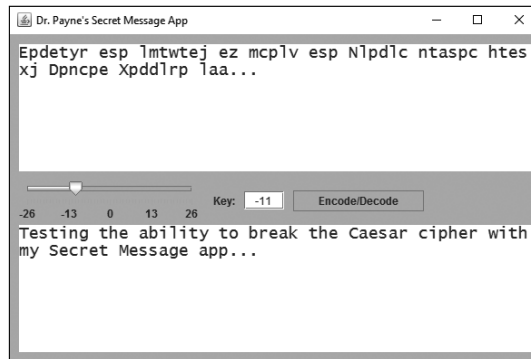 Dr. Payne's Secret Message App
Epdetyr esp lmtwtej ez mcplv esp Nlpdlc ntaspc htes
xj Dpncpe Xpddlrp laa...
Key: -11 Encode/Decode
-26 -13 0 13 26
Testing the ability to break the Caesar cipher with
my Secret Message app...